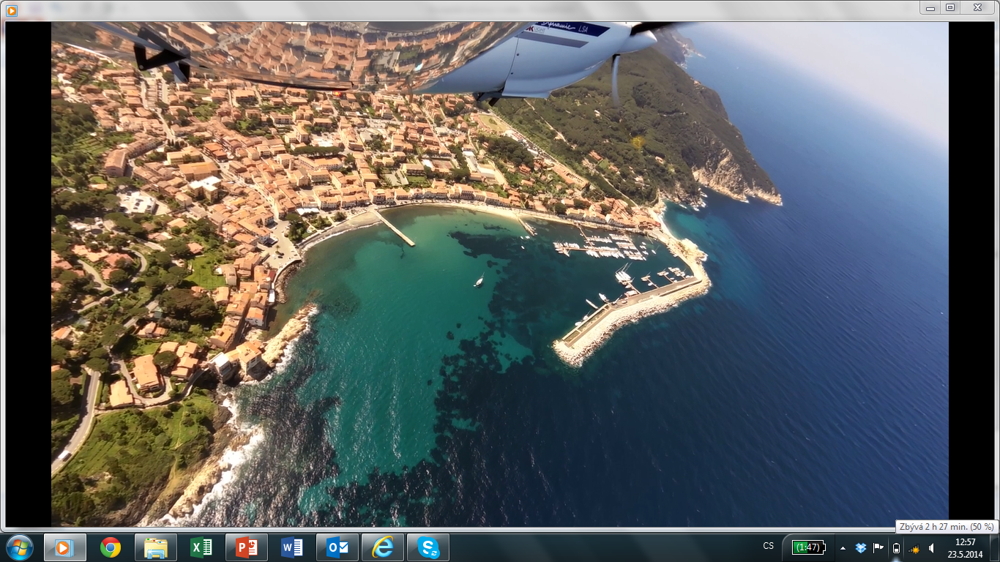 Dynamic LSA
Zbývá 2 h 27 min. (50 %)
CS
(1:47)
12:57
23.5.2014